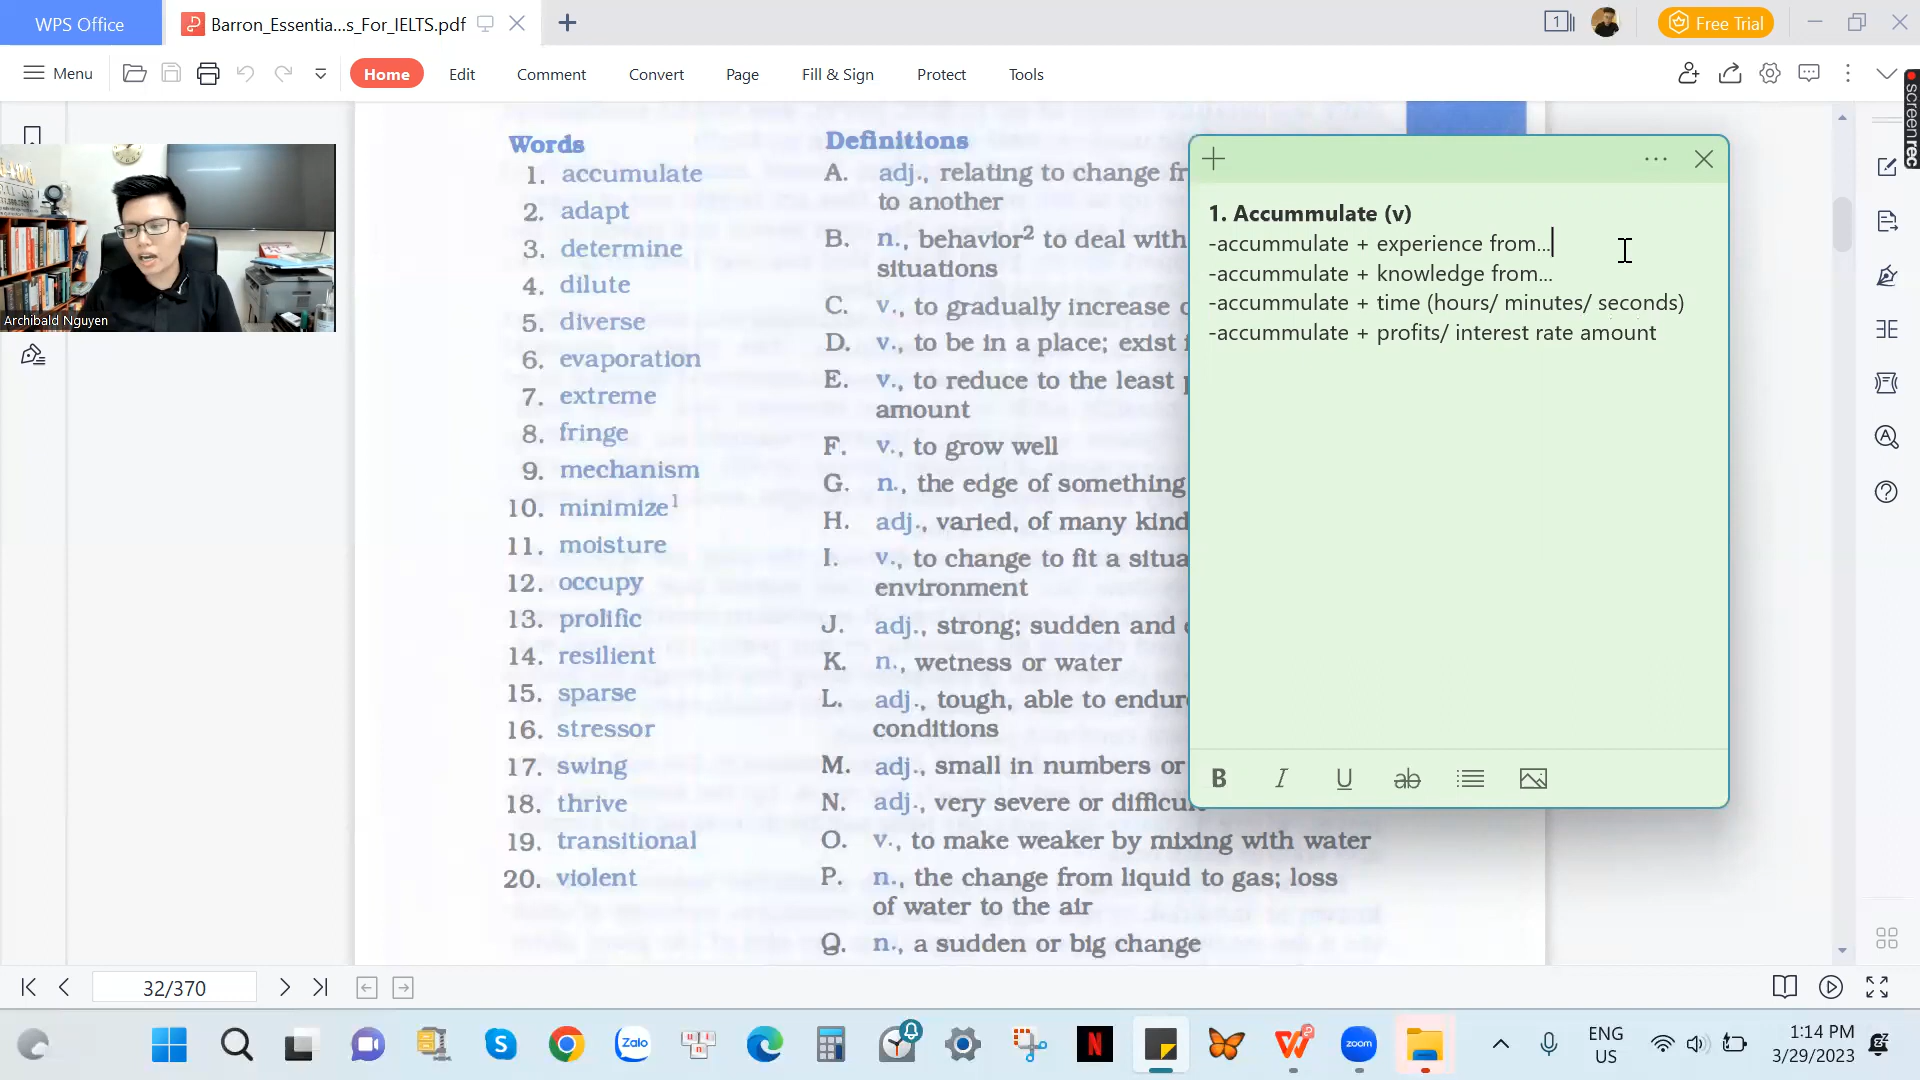 WPS Office
Barron_Essentia...s_For_IELTS.pdf
1
Free Trial
Menu
Home
Edit
Comment
Convert
Page
Fill & Sign
Protect
Tools
screen rec
Archibald Nguyen
Words
1. accumulate
2. adapt
3. determine
4. dilute
5. diverse
6. evaporation
7. extreme
8. fringe
9. mechanism
10. minimize¹
11. moisture
12. occupy
13. prolific
14. resilient
15. sparse
16. stressor
17. swing
18. thrive
19. transitional
20. violent
Definitions
A. adj., relating to change fr
to another
B. n., behavior² to deal with
situations
C. v., to gradually increase
D. v., to be in a place; exist
E. v., to reduce to the least
amount
F. v., to grow well
G. n., the edge of something
H. adj., varied, of many kind
I. v., to change to fit a situa
environment
J. adj., strong; sudden and
K. n., wetness or water
L. adj., tough, able to endur
conditions
M. adj., small in numbers or
N. adj., very severe or difficul
O. v., to make weaker by mixing with water
P. n., the change from liquid to gas; loss
of water to the air
Q. n., a sudden or big change
1. Accummulate (v)
-accummulate + experience from...
-accummulate + knowledge from...
-accummulate + time (hours/ minutes/ seconds)
-accummulate + profits/ interest rate amount
B I U ab
32/370
Zalo
zoom
ENG
US
1:14 PM
3/29/2023